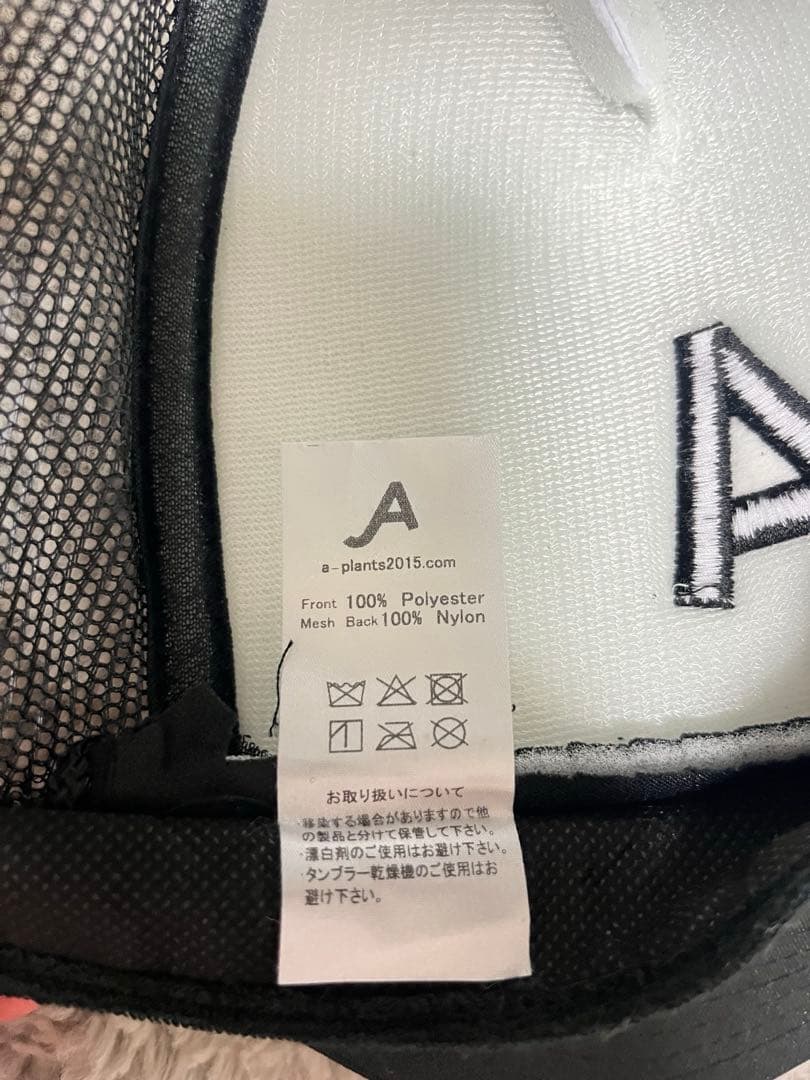 A
A
a-plants2015.com
Front 100% Polyester
Mesh Back 100% Nylon
お取り扱いについて
・移染する場合がありますので他
の製品と分けて保管して下さい。
・漂白剤のご使用はお避け下さい。
・タンブラー乾燥機のご使用はお
避け下さい。